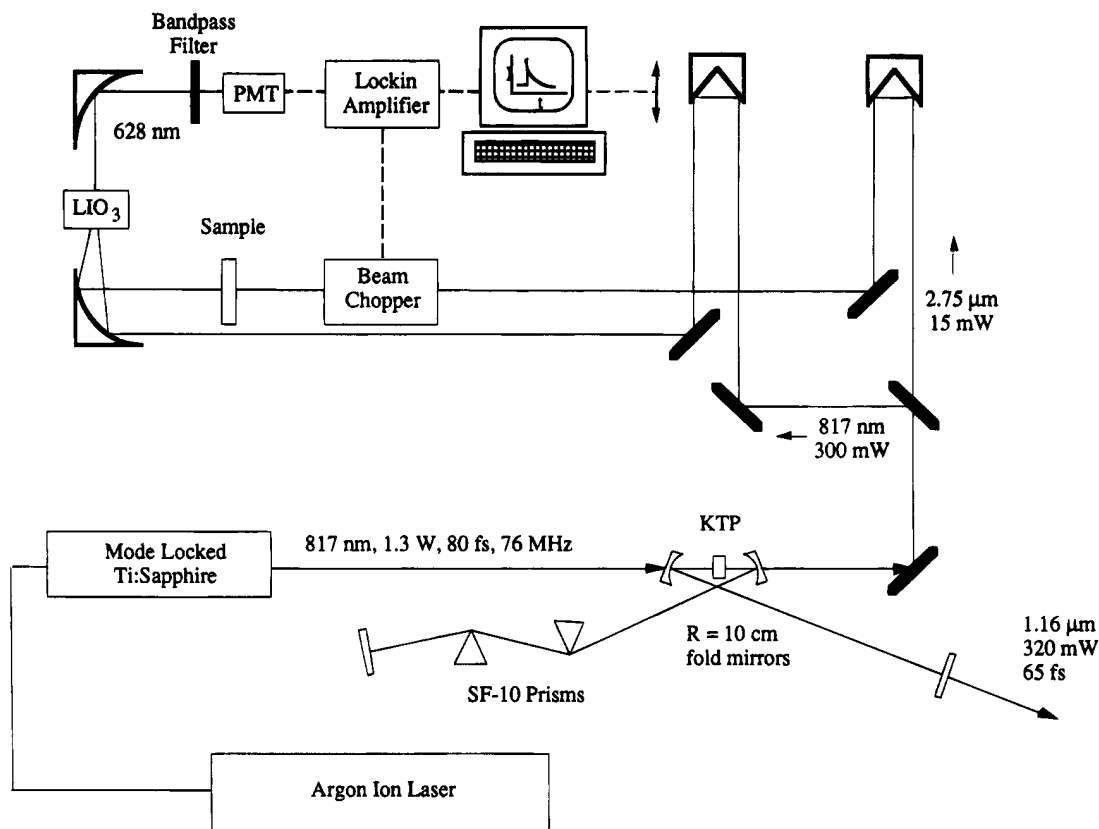 Bandpass
Filter
PMT
Lockin
Amplifier
t
628 nm
LIO₃
Sample
Beam
Chopper
2.75 µm
15 mW
817 nm
300 mW
KTP
Mode Locked
Ti:Sapphire
817 nm, 1.3 W, 80 fs, 76 MHz
R = 10 cm
fold mirrors
1.16 µm
320 mW
65 fs
SF-10 Prisms
Argon Ion Laser